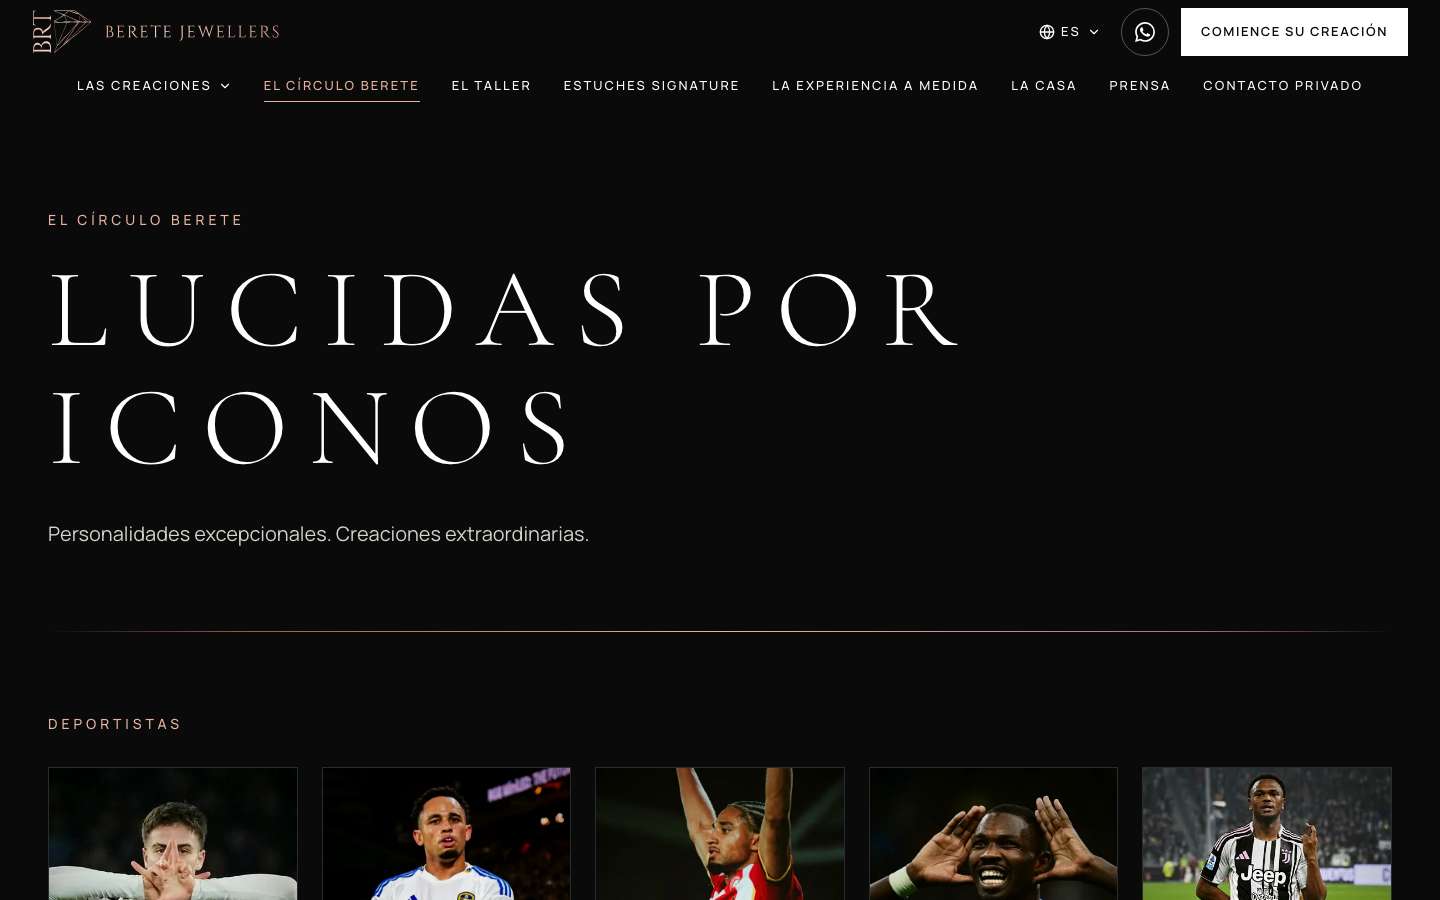 BRT
BERETE JEWELLERS
ES
COMIENCE SU CREACIÓN
LAS CREACIONES
EL CÍRCULO BERETE
EL TALLER
ESTUCHES SIGNATURE
LA EXPERIENCIA A MEDIDA
LA CASA
PRENSA
CONTACTO PRIVADO
EL CÍRCULO BERETE
LUCIDAS POR
ICONOS
Personalidades excepcionales. Creaciones extraordinarias.
DEPORTISTAS
Jeep